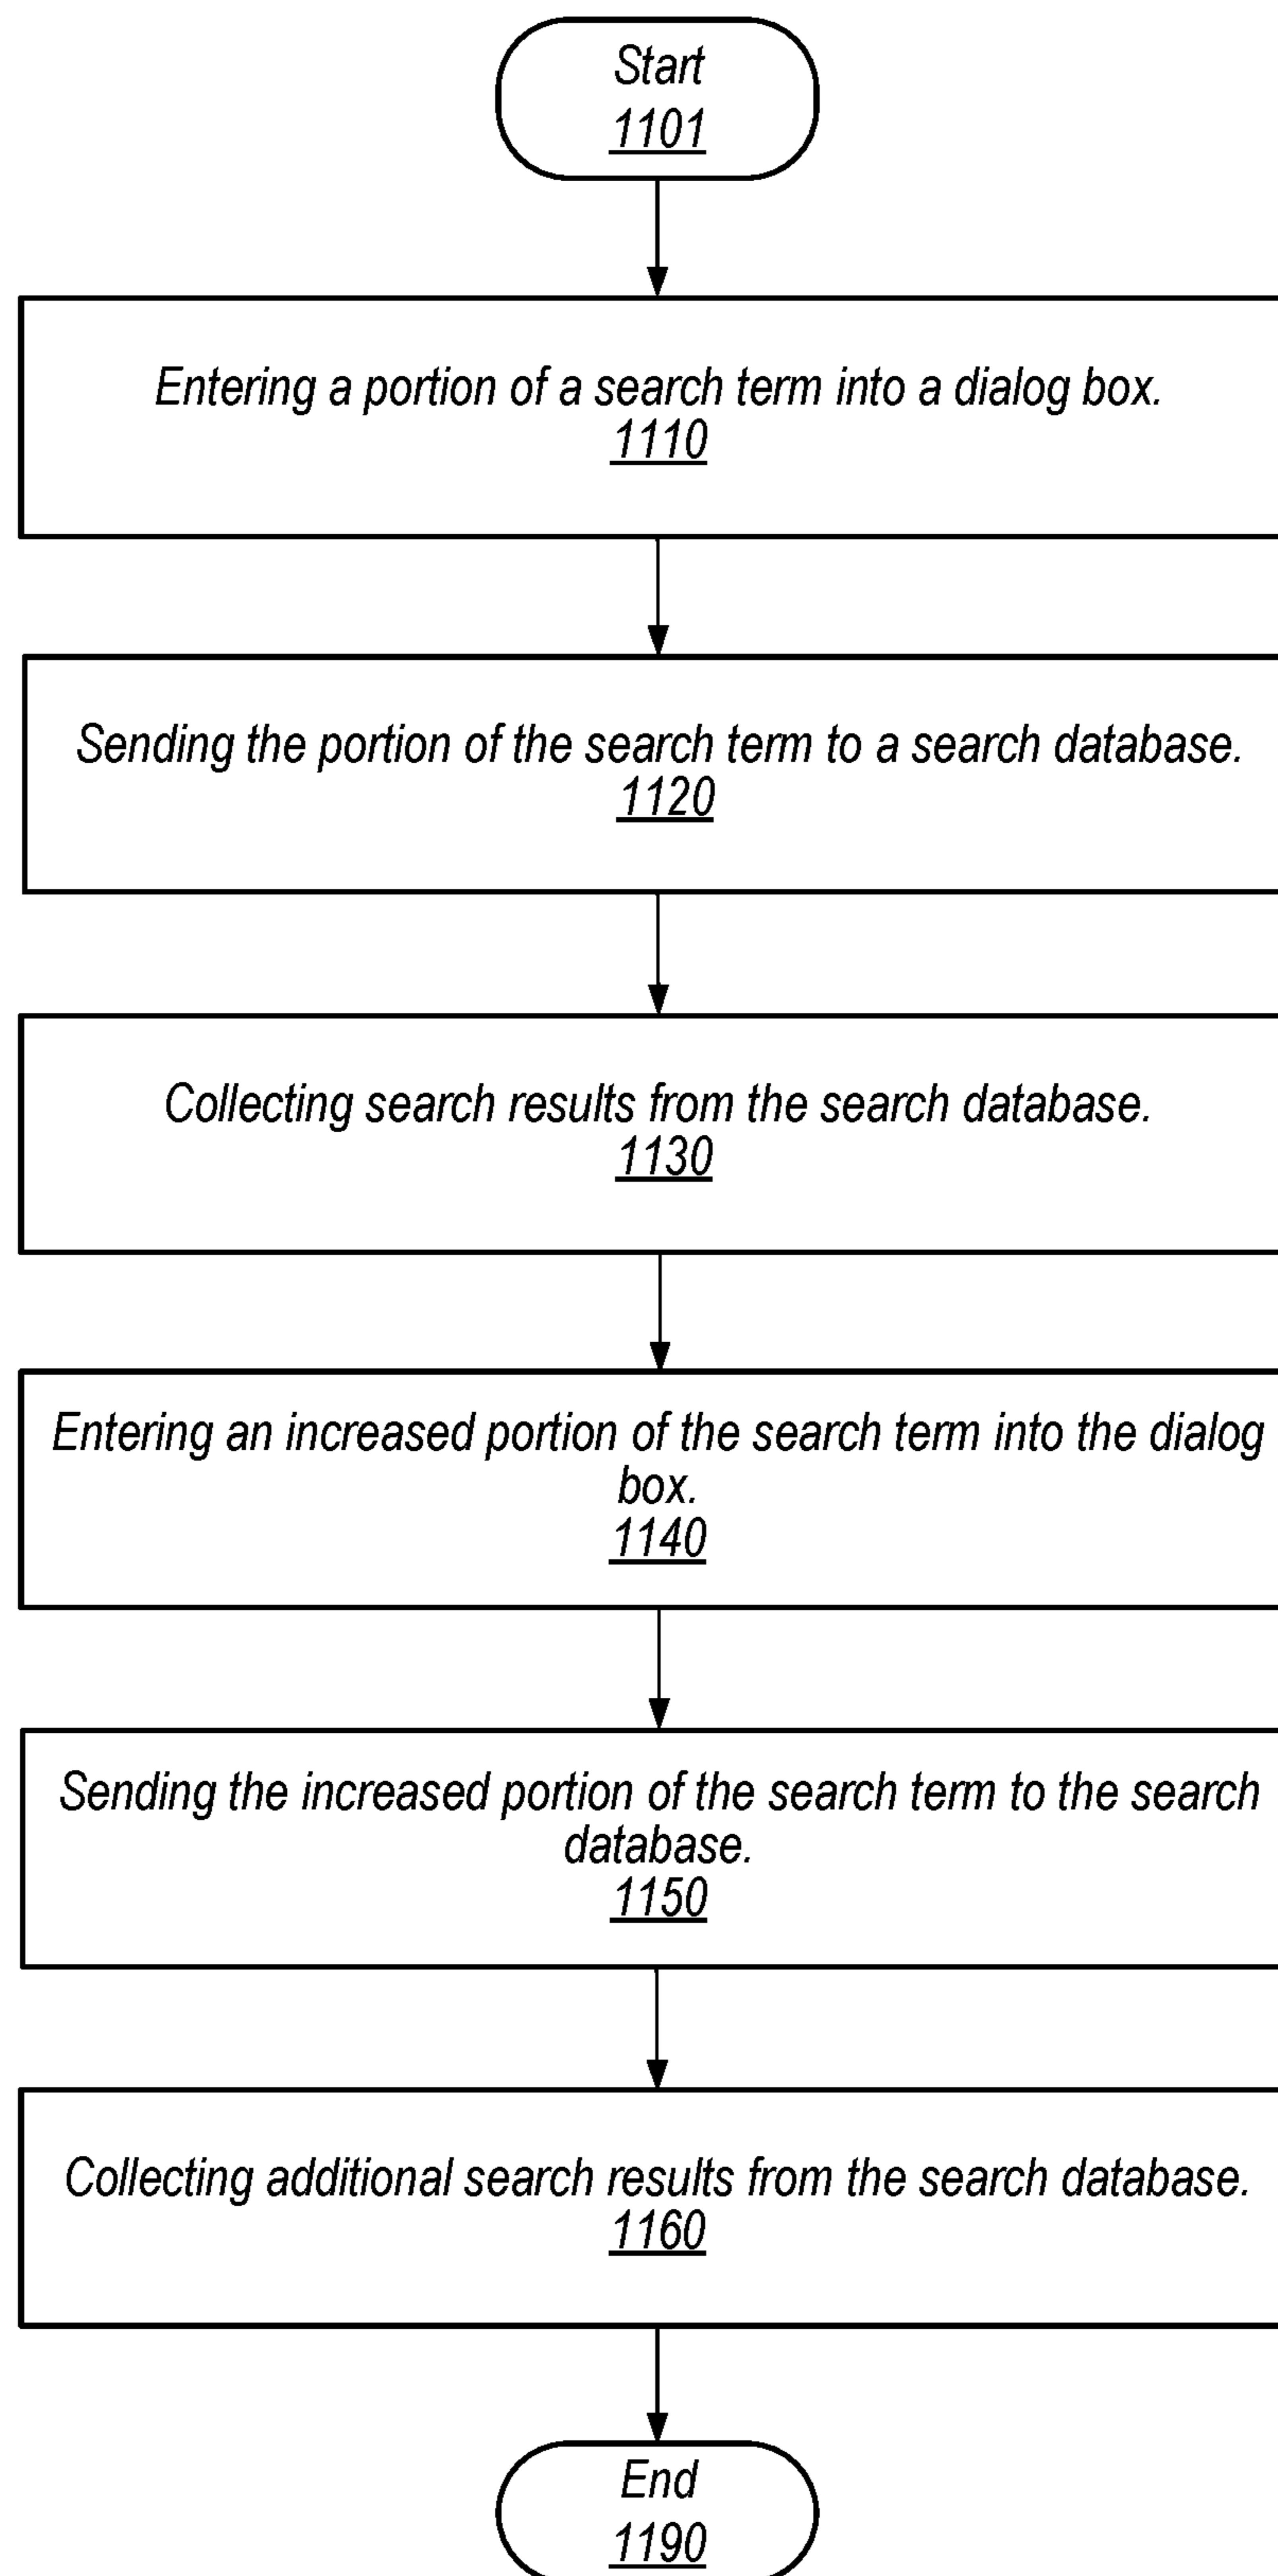 Start
1101
Entering a portion of a search term into a dialog box.
1110
Sending the portion of the search term to a search database.
1120
Collecting search results from the search database.
1130
Entering an increased portion of the search term into the dialog
box.
1140
Sending the increased portion of the search term to the search
database.
1150
Collecting additional search results from the search database.
1160
End
1190